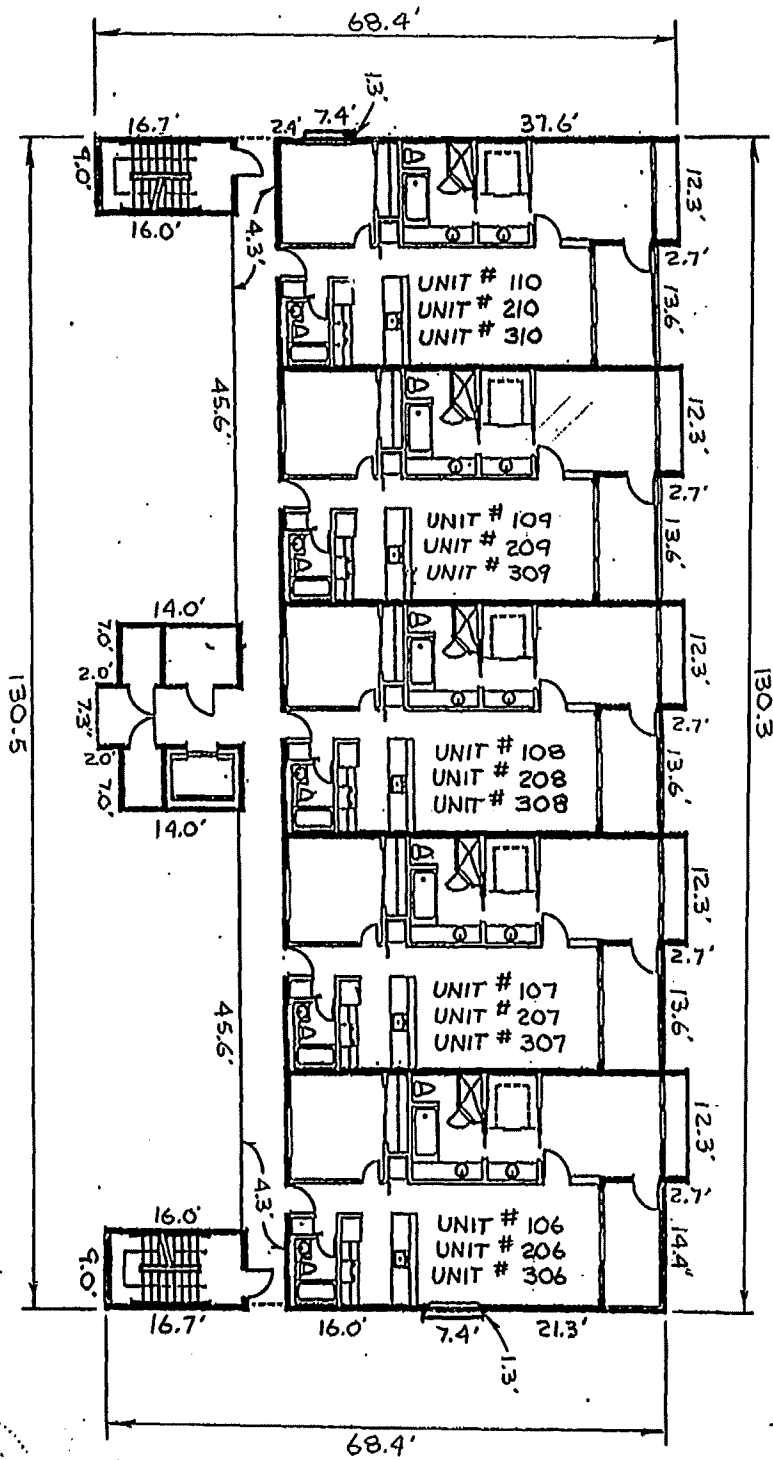 68.4'
1.3'
16.7'
2.4'
7.4'
37.6'
9.0'
16.0'
4.3'
12.3'
2.7'
UNIT # 110
UNIT # 210
UNIT # 310
13.6'
45.6'
12.3'
2.7'
UNIT # 109
UNIT # 209
UNIT # 309
13.6'
14.0'
7.0'
2.0'
7.3'
2.0'
7.0'
14.0'
12.3'
2.7'
130.5
130.3
UNIT # 108
UNIT # 208
UNIT # 308
13.6'
12.3'
2.7'
UNIT # 107
UNIT # 207
UNIT # 307
13.6'
45.6'
12.3'
2.7'
4.3'
16.0'
9.0'
UNIT # 106
UNIT # 206
UNIT # 306
14.4'
16.7'
16.0'
7.4'
21.3'
1.3'
68.4'